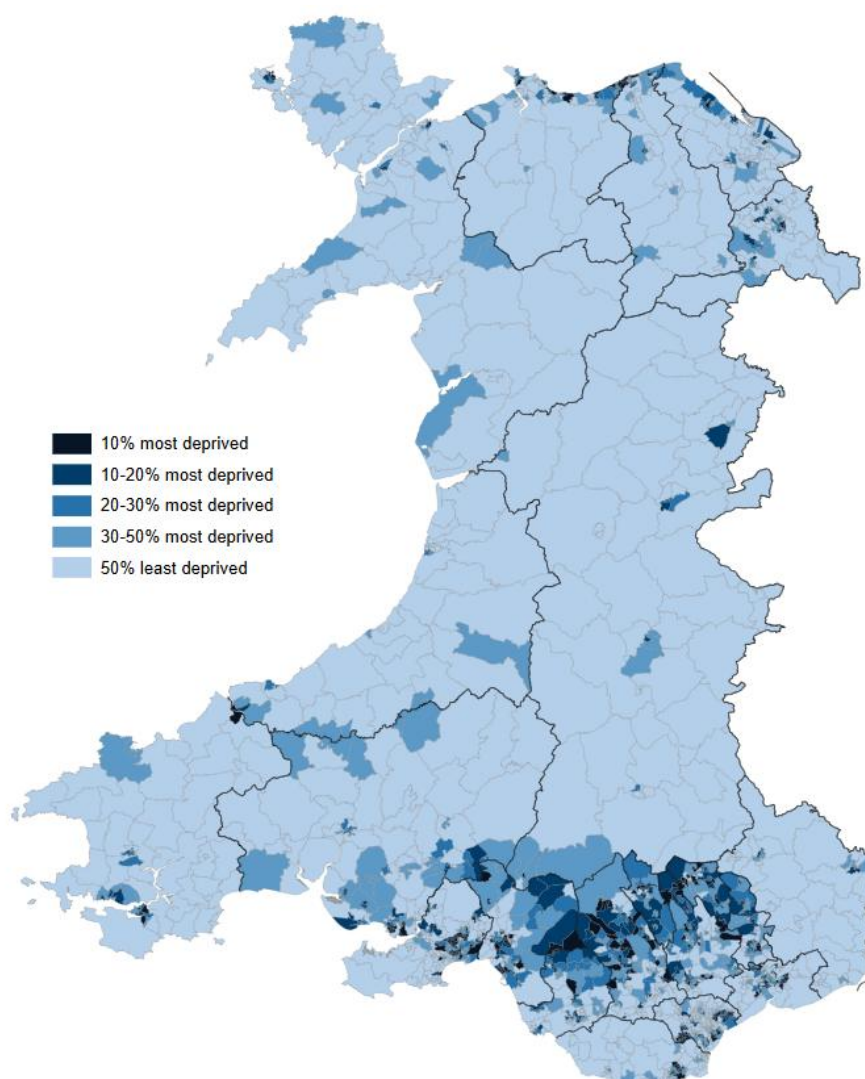 10% most deprived
10-20% most deprived
20-30% most deprived
30-50% most deprived
50% least deprived